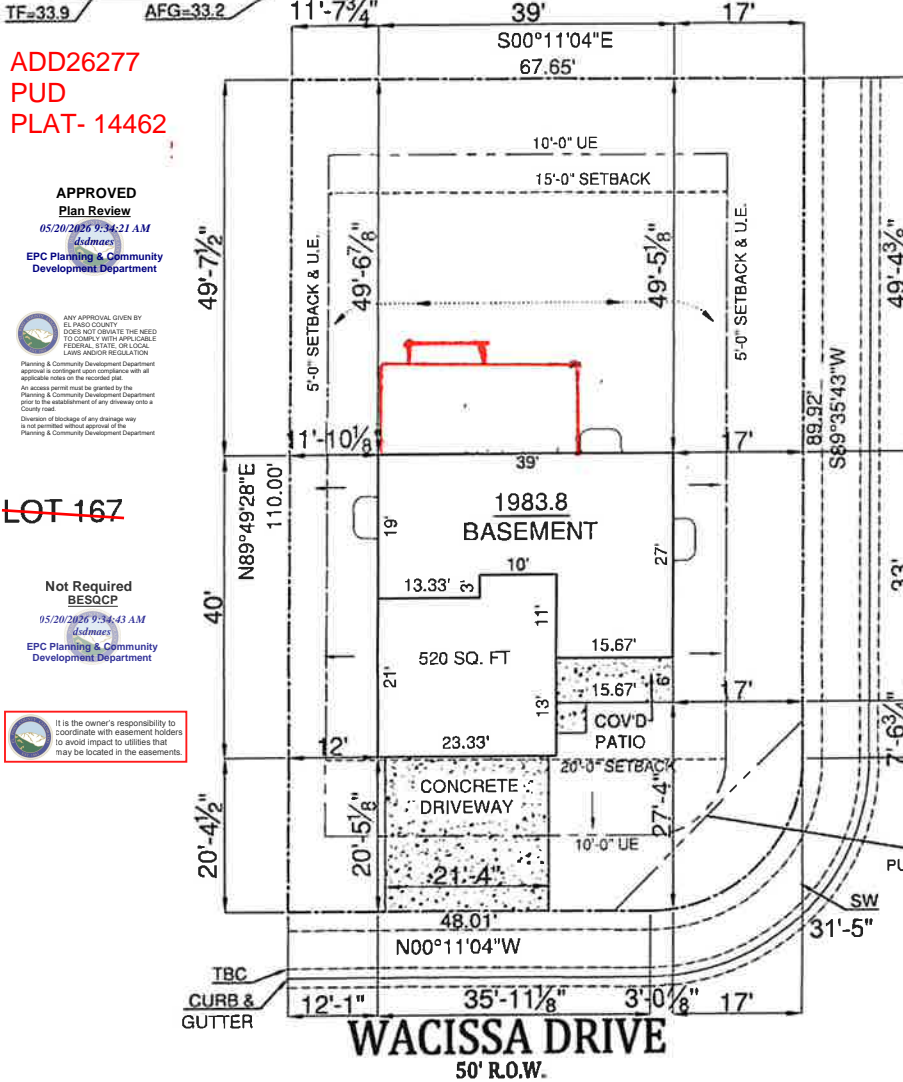 TF=33.9
AFG=33.2
11'-7¾"
39'
17'
S00°11'04"E
67.65'
ADD26277
PUD
PLAT- 14462
10'-0" UE
15'-0" SETBACK
APPROVED
Plan Review
05/20/2026 9:34:21 AM
dsdmaes
EPC Planning & Community
Development Department
49'-7½"
5'-0" SETBACK & U.E.
49'-6⅞"
49'-5⅛"
5'-0" SETBACK & U.E.
49'-4¾"
ANY APPROVAL GIVEN BY
EL PASO COUNTY
DOES NOT OBVIATE THE NEED
TO COMPLY WITH APPLICABLE
FEDERAL, STATE, OR LOCAL
LAWS AND/OR REGULATION
Planning & Community Development Department
approval is contingent upon compliance with all
applicable notes on the recorded plat.
An access permit must be granted by the
Planning & Community Development Department
prior to the establishment of any driveway onto a
County road.
Diversion of blockage of any drainage way
is not permitted without approval of the
Planning & Community Development Department
89.92'
S89°35'43"W
11'-10⅛"
39'
17'
LOT 167
N89°49'28"E
110.00'
1983.8
BASEMENT
19'
27'
33'
10'
13.33'
3'
11'
40'
Not Required
BESQCP
05/20/2026 9:34:43 AM
dsdmaes
EPC Planning & Community
Development Department
520 SQ. FT
21'
15.67'
6'
15.67'
17'
13'
COV'D
PATIO
7'-6¾"
It is the owner's responsibility to
coordinate with easement holders
to avoid impact to utilities that
may be located in the easements.
12'
23.33'
20'-0" SETBACK
CONCRETE
DRIVEWAY
20'-4½"
20'-5⅛"
27'-4"
10'-0" UE
21'-4"
PU
SW
31'-5"
48.01'
N00°11'04"W
TBC
CURB &
GUTTER
12'-1"
35'-11⅛"
3'-0⅞"
17'
WACISSA DRIVE
50' R.O.W.